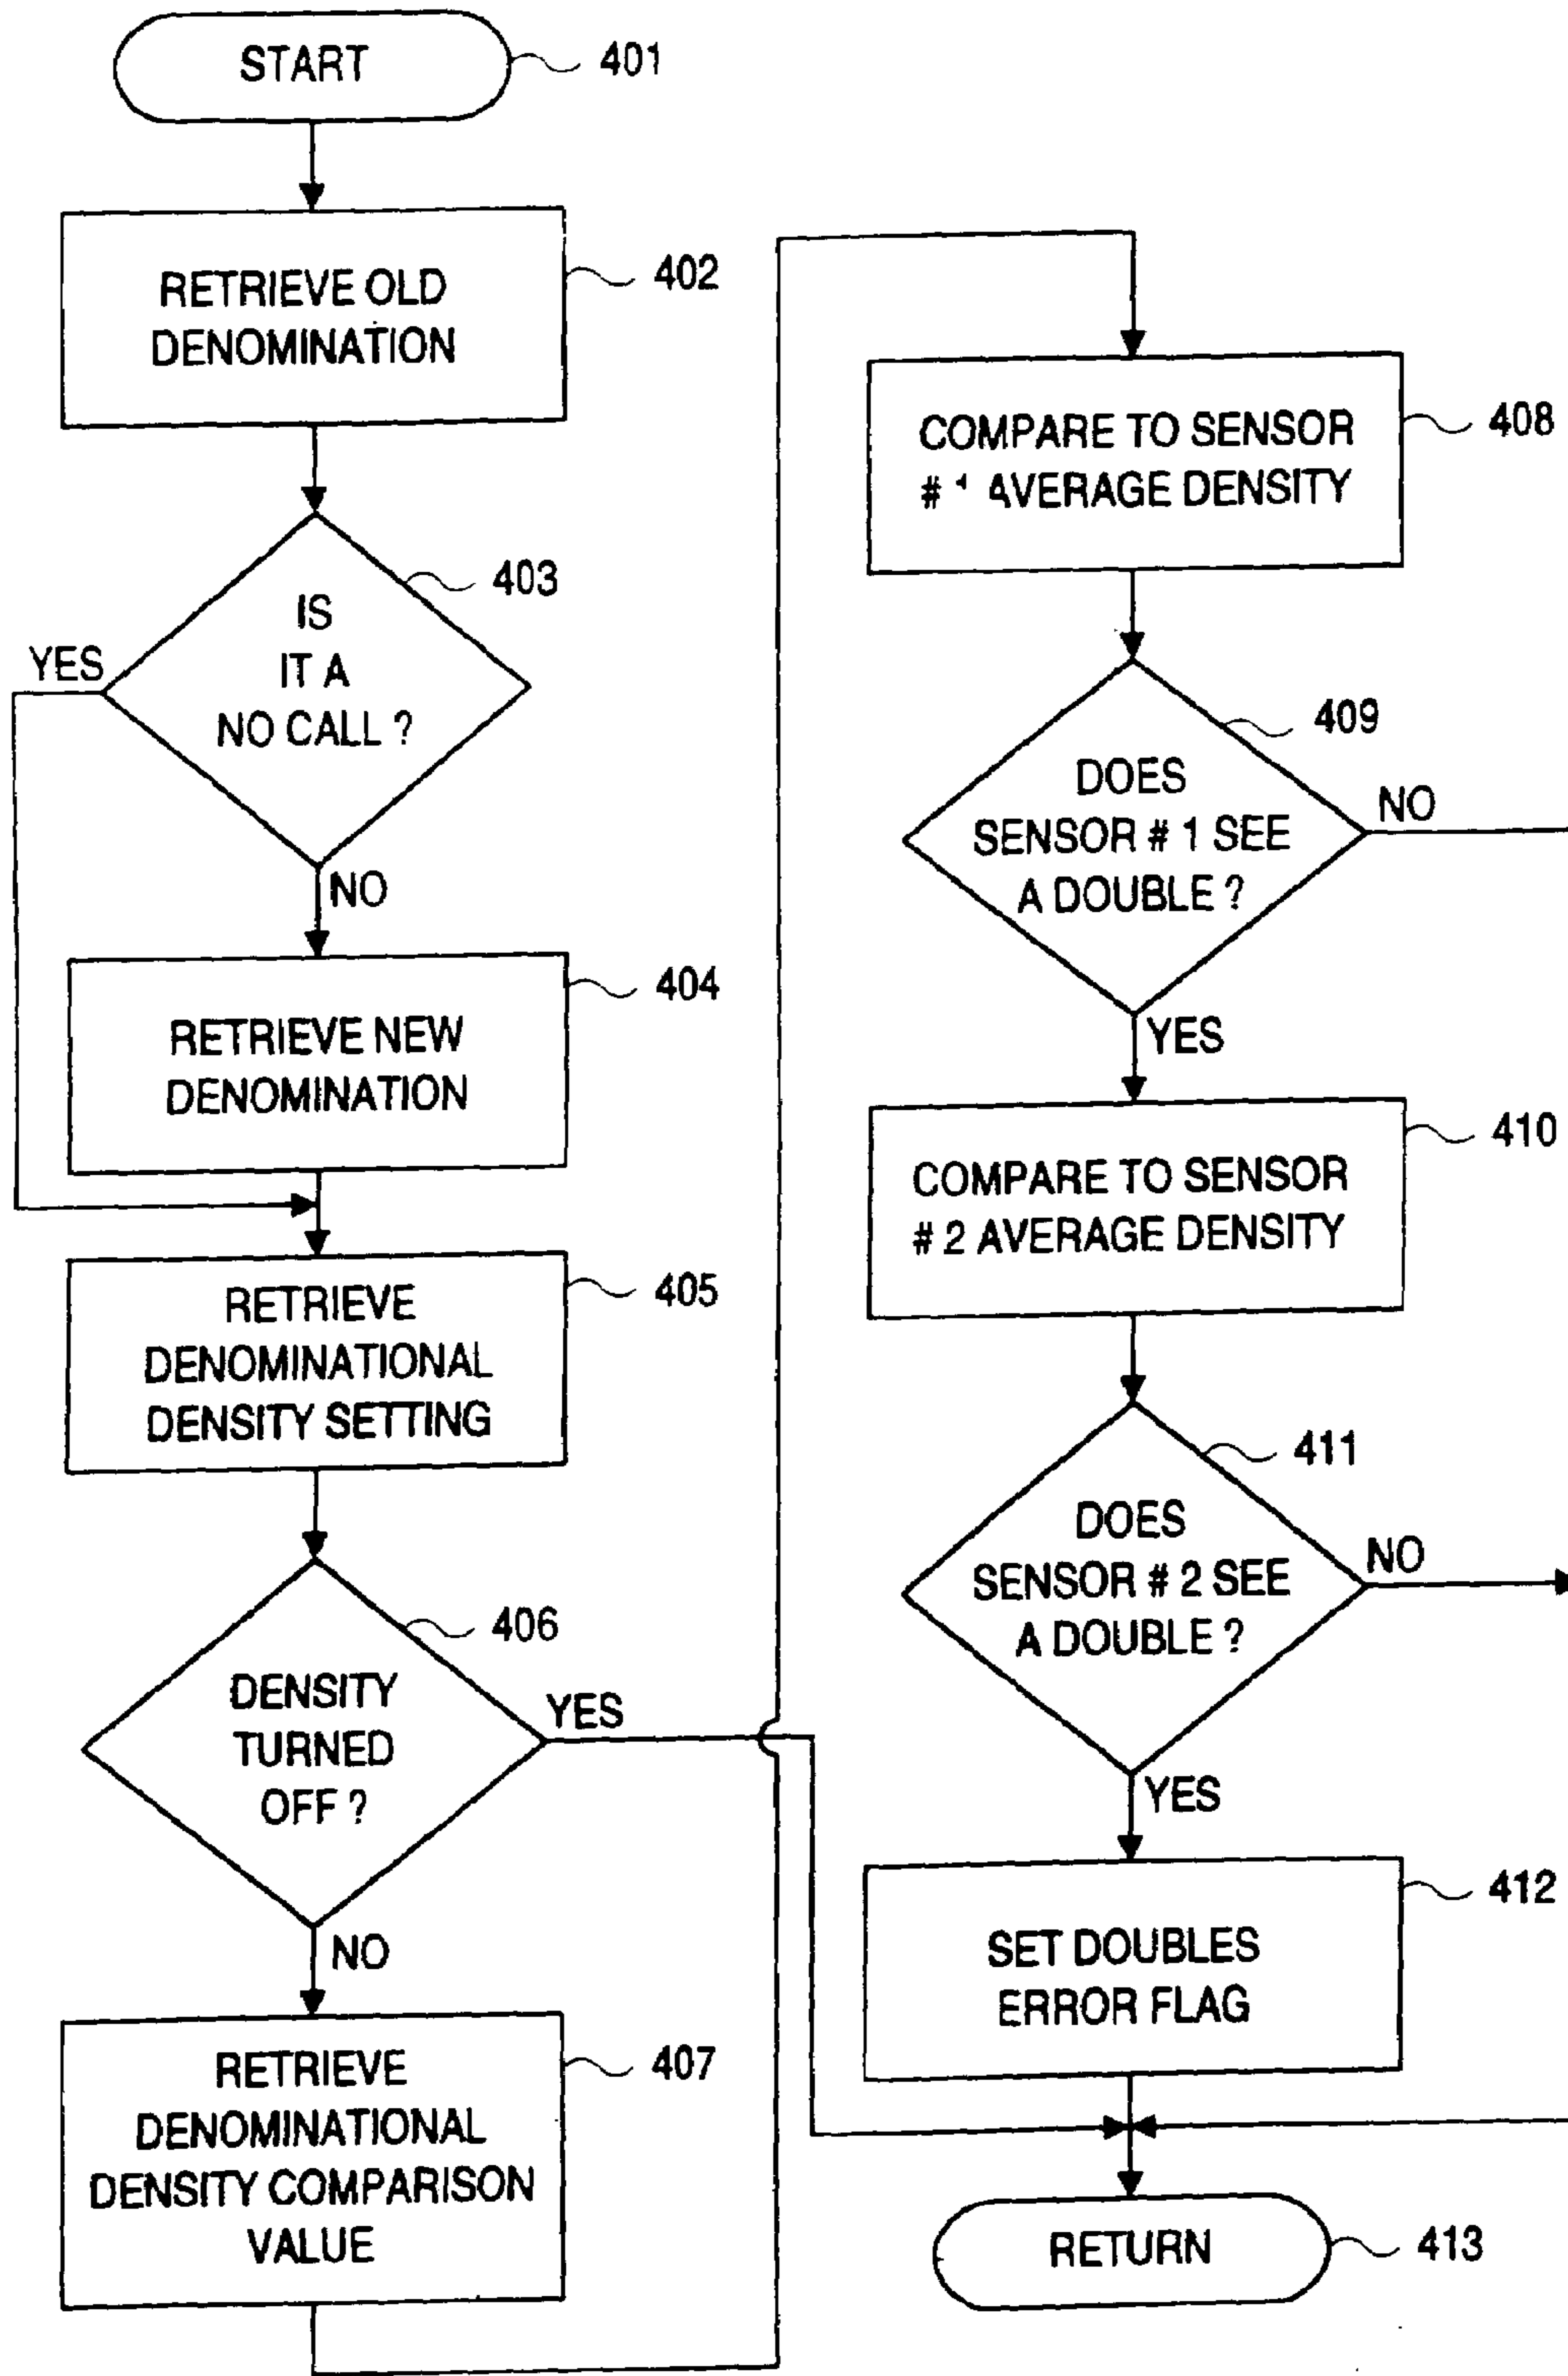 START
401
RETRIEVE OLD
DENOMINATION
402
IS
IT A
NO CALL ?
403
YES
NO
RETRIEVE NEW
DENOMINATION
404
RETRIEVE
DENOMINATIONAL
DENSITY SETTING
405
DENSITY
TURNED
OFF ?
406
YES
NO
RETRIEVE
DENOMINATIONAL
DENSITY COMPARISON
VALUE
407
COMPARE TO SENSOR
# 1 AVERAGE DENSITY
408
DOES
SENSOR # 1 SEE
A DOUBLE ?
409
NO
YES
COMPARE TO SENSOR
# 2 AVERAGE DENSITY
410
DOES
SENSOR # 2 SEE
A DOUBLE ?
411
NO
YES
SET DOUBLES
ERROR FLAG
412
RETURN
413